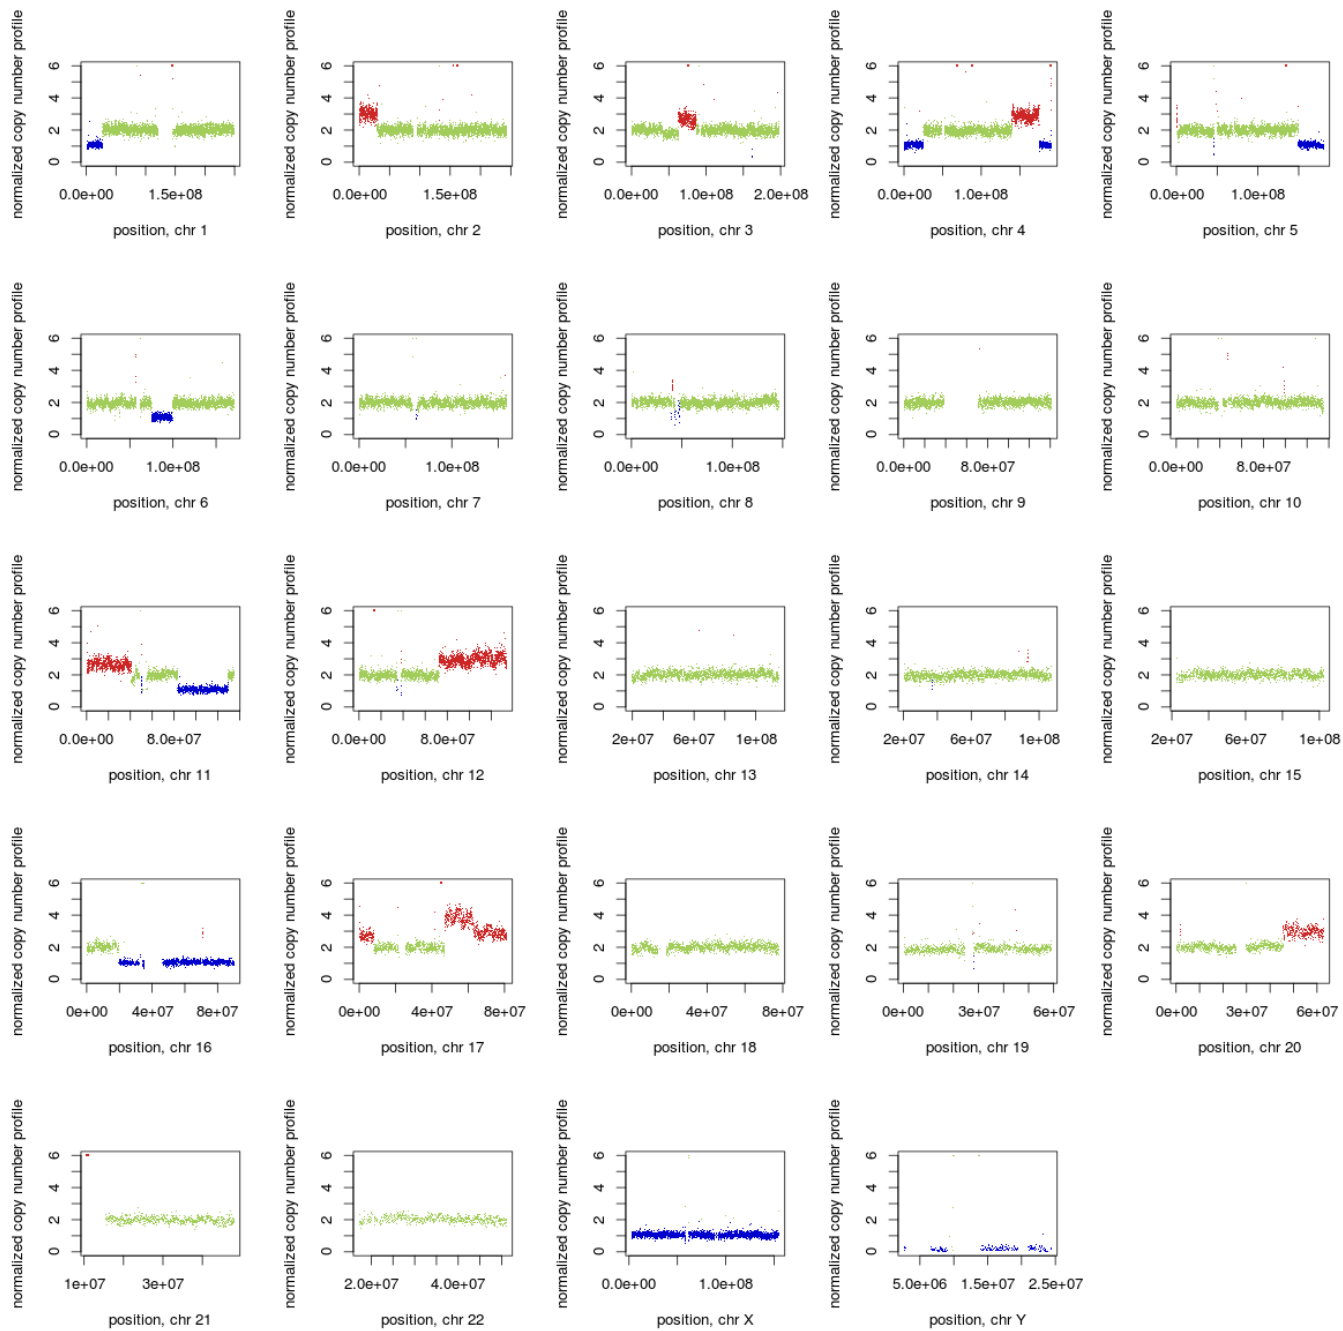 normalized copy number profile
0 2 4 6
0.0e+00 1.5e+08
position, chr 1
normalized copy number profile
0 2 4 6
0.0e+00 1.5e+08
position, chr 2
normalized copy number profile
0 2 4 6
0.0e+00 1.0e+08 2.0e+08
position, chr 3
normalized copy number profile
0 2 4 6
0.0e+00 1.0e+08
position, chr 4
normalized copy number profile
0 2 4 6
0.0e+00 1.0e+08
position, chr 5
normalized copy number profile
0 2 4 6
0.0e+00 1.0e+08
position, chr 6
normalized copy number profile
0 2 4 6
0.0e+00 1.0e+08
position, chr 7
normalized copy number profile
0 2 4 6
0.0e+00 1.0e+08
position, chr 8
normalized copy number profile
0 2 4 6
0.0e+00 8.0e+07
position, chr 9
normalized copy number profile
0 2 4 6
0.0e+00 8.0e+07
position, chr 10
normalized copy number profile
0 2 4 6
0.0e+00 8.0e+07
position, chr 11
normalized copy number profile
0 2 4 6
0.0e+00 8.0e+07
position, chr 12
normalized copy number profile
0 2 4 6
2e+07 6e+07 1e+08
position, chr 13
normalized copy number profile
0 2 4 6
2e+07 6e+07 1e+08
position, chr 14
normalized copy number profile
0 2 4 6
2e+07 6e+07 1e+08
position, chr 15
normalized copy number profile
0 2 4 6
0e+00 4e+07 8e+07
position, chr 16
normalized copy number profile
0 2 4 6
0e+00 4e+07 8e+07
position, chr 17
normalized copy number profile
0 2 4 6
0e+00 4e+07 8e+07
position, chr 18
normalized copy number profile
0 2 4 6
0e+00 3e+07 6e+07
position, chr 19
normalized copy number profile
0 2 4 6
0e+00 3e+07 6e+07
position, chr 20
normalized copy number profile
0 2 4 6
1e+07 3e+07
position, chr 21
normalized copy number profile
0 2 4 6
2.0e+07 4.0e+07
position, chr 22
normalized copy number profile
0 2 4 6
0.0e+00 1.0e+08
position, chr X
normalized copy number profile
0 2 4 6
5.0e+06 1.5e+07 2.5e+07
position, chr Y